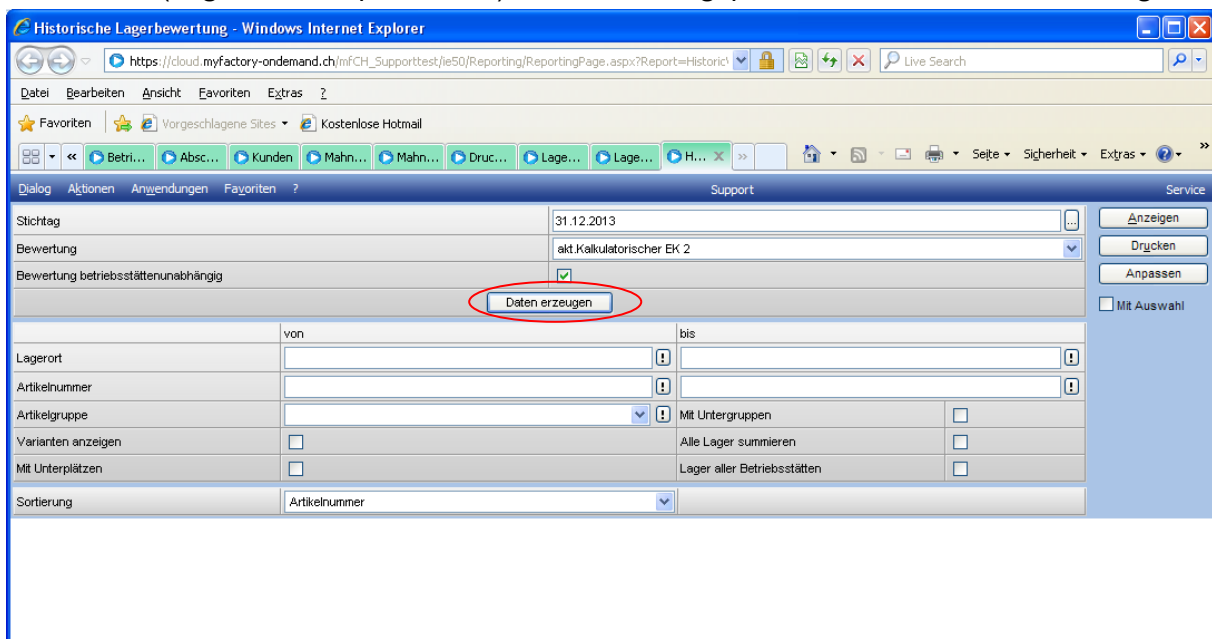 Historische Lagerbewertung - Windows Internet Explorer
https://cloud.myfactory-ondemand.ch/mfCH_Supporttest/ie50/Reporting/ReportingPage.aspx?Report=Historic
Live Search
Datei Bearbeiten Ansicht Favoriten Extras ?
Favoriten Vorgeschlagene Sites Kostenlose Hotmail
Betri... Absc... Kunden Mahn... Mahn... Druc... Lage... Lage... H... Seite Sicherheit Extras
Dialog Aktionen Anwendungen Favoriten ? Support Service
Stichtag 31.12.2013 ... Anzeigen
Bewertung akt.Kalkulatorischer EK 2 Drucken
Bewertung betriebsstättenunabhängig Anpassen
Daten erzeugen Mit Auswahl
von bis
Lagerort ! !
Artikelnummer ! !
Artikelgruppe ! Mit Untergruppen
Varianten anzeigen Alle Lager summieren
Mit Unterplätzen Lager aller Betriebsstätten
Sortierung Artikelnummer